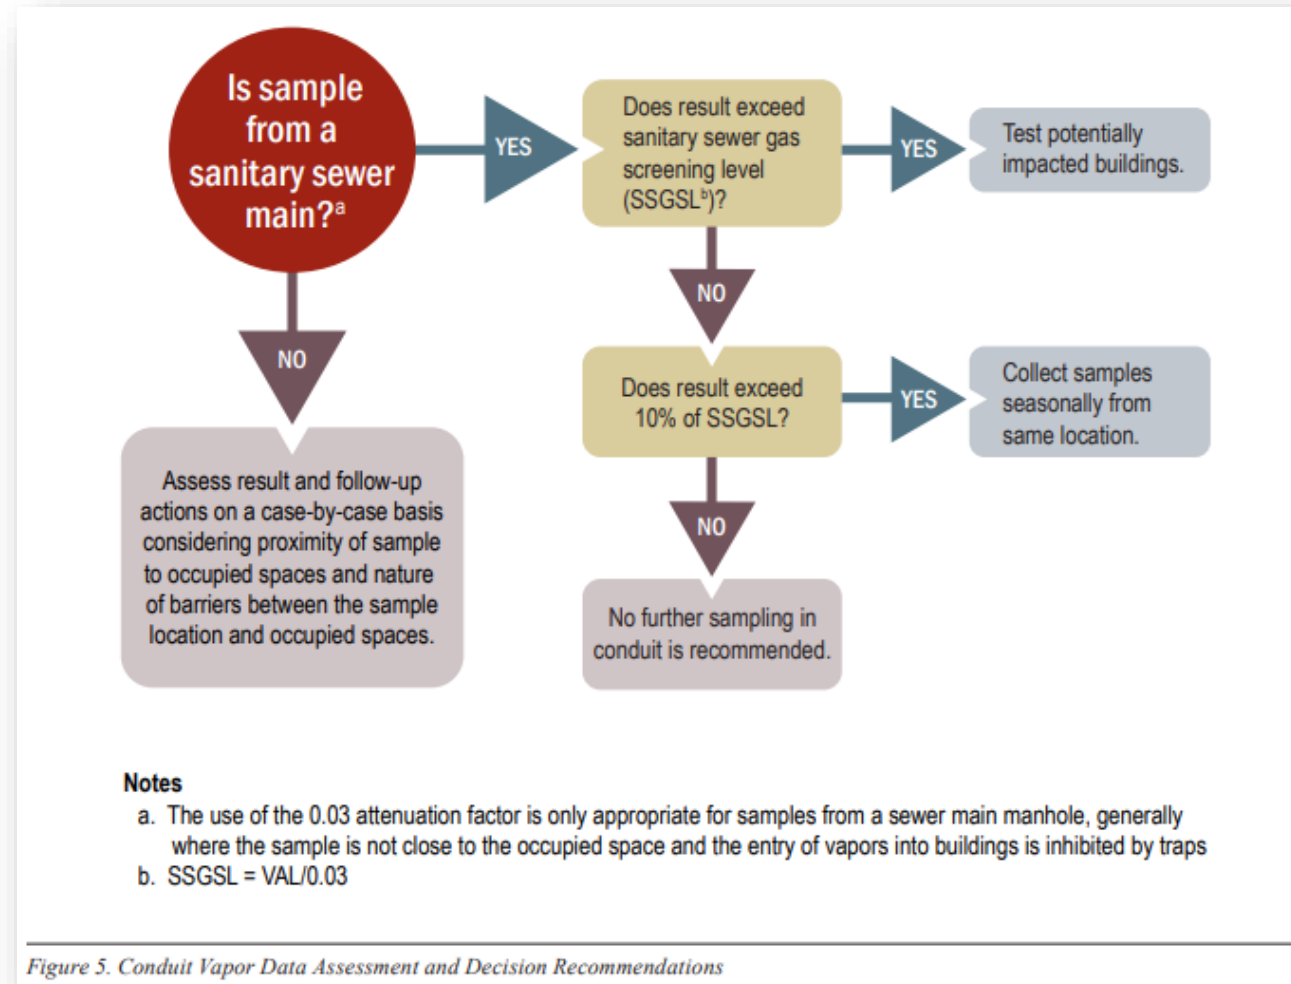 Is sample
from a
sanitary sewer
main?a
YES
Does result exceed
sanitary sewer gas
screening level
(SSGSLb)?
YES
Test potentially
impacted buildings.
NO
NO
Does result exceed
10% of SSGSL?
YES
Collect samples
seasonally from
same location.
Assess result and follow-up
actions on a case-by-case basis
considering proximity of sample
to occupied spaces and nature
of barriers between the sample
location and occupied spaces.
NO
No further sampling in
conduit is recommended.
Notes
a. The use of the 0.03 attenuation factor is only appropriate for samples from a sewer main manhole, generally
where the sample is not close to the occupied space and the entry of vapors into buildings is inhibited by traps
b. SSGSL = VAL/0.03
Figure 5. Conduit Vapor Data Assessment and Decision Recommendations